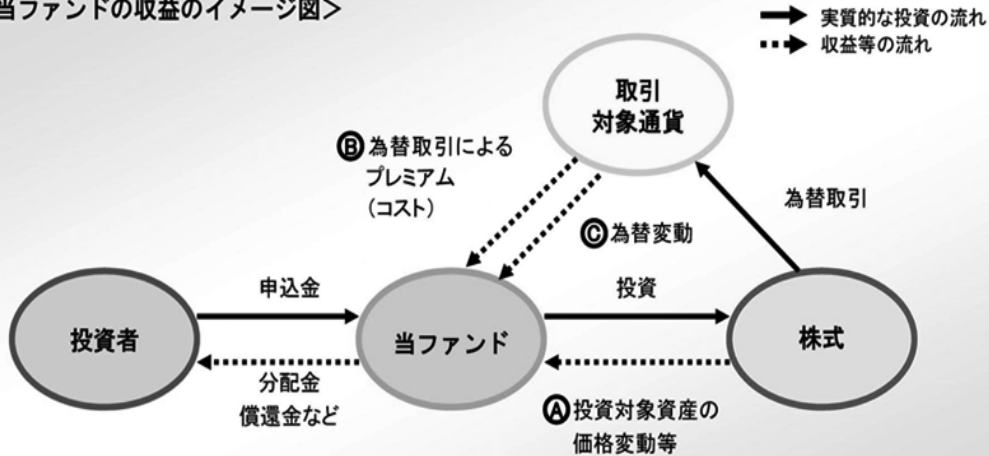 当ファンドの収益のイメージ図＞
実質的な投資の流れ
収益等の流れ
取引
対象通貨
Ⓑ為替取引による
プレミアム
（コスト）
Ⓒ為替変動
為替取引
投資者
申込金
分配金
償還金など
当ファンド
投資
株式
Ⓐ投資対象資産の
価格変動等